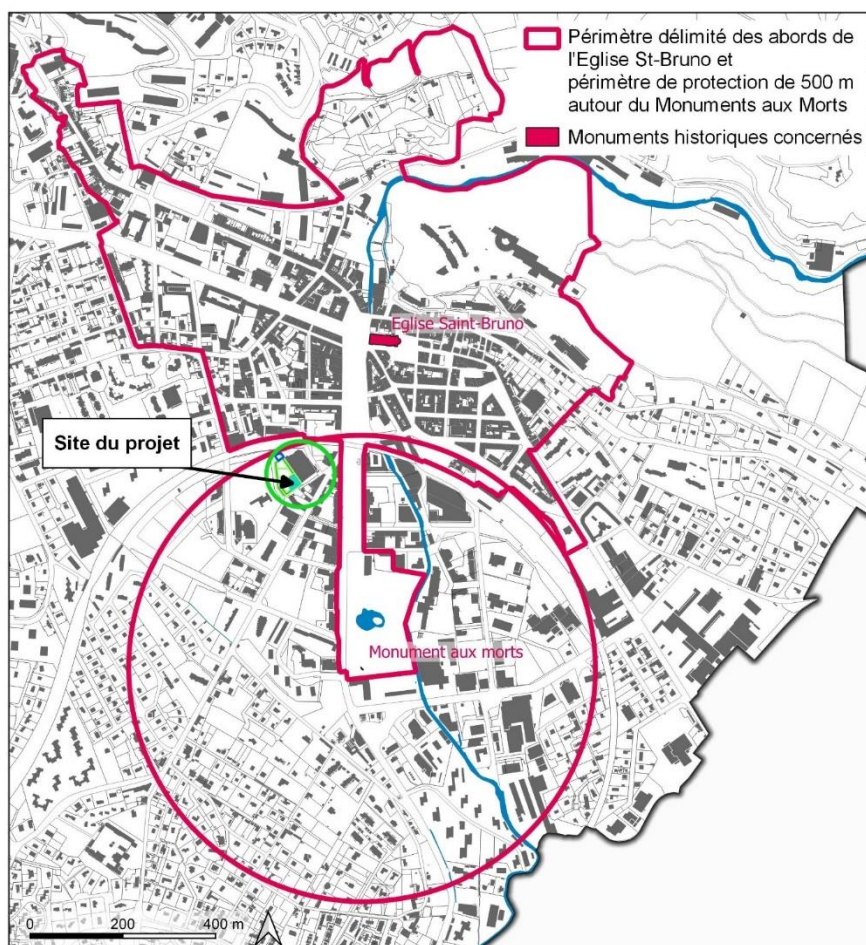 Périmètre délimité des abords de
l'Eglise St-Bruno et
périmètre de protection de 500 m
autour du Monuments aux Morts
Monuments historiques concernés
Eglise Saint-Bruno
Site du projet
Monument aux morts
0 200 400 m